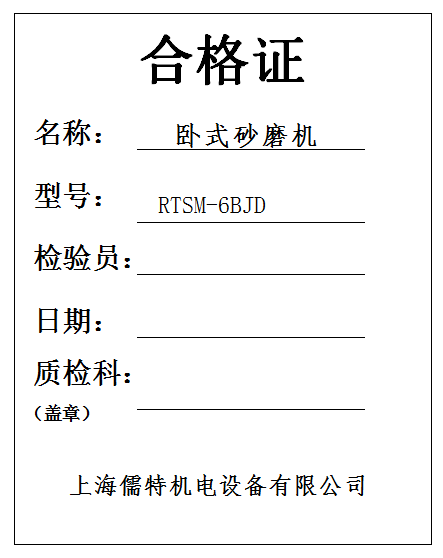 合格证
名称： 卧式砂磨机
型号： RTSM-6BJD
检验员：
日期：
质检科：
（盖章）
上海儒特机电设备有限公司